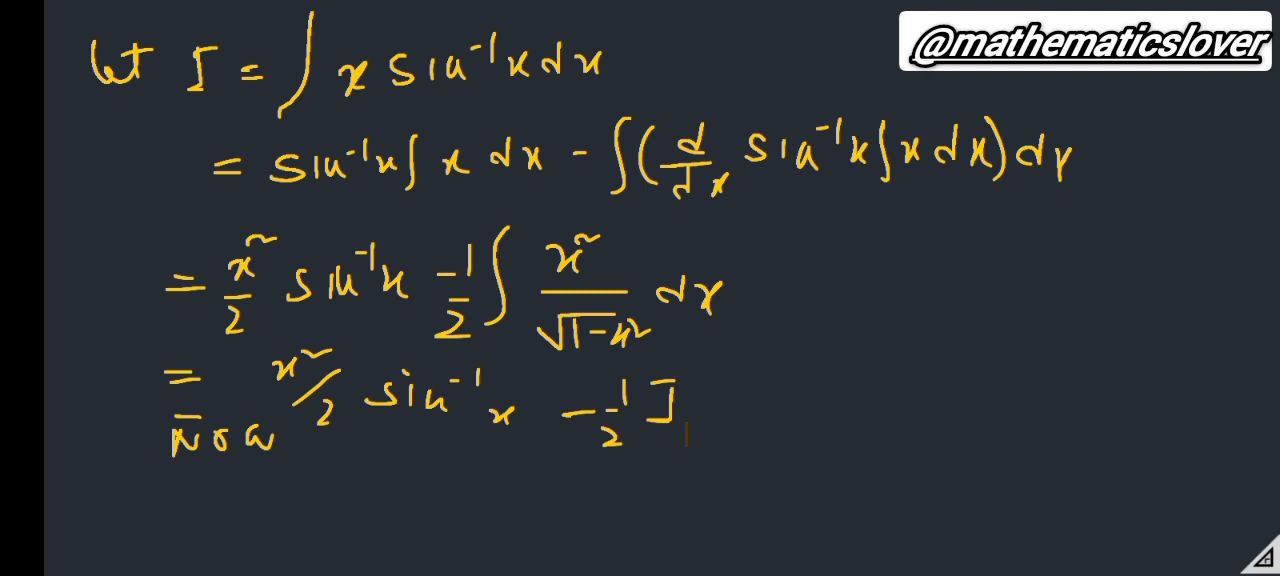 @mathematicslover
let I = ∫ x sin⁻¹x dx
= sin⁻¹x ∫ x dx - ∫( d/dx sin⁻¹x ∫ x dx) dx
= x²/2 sin⁻¹x - 1/2 ∫ x²/√1-x² dx
= x²/2 sin⁻¹x - 1/2 J
Now